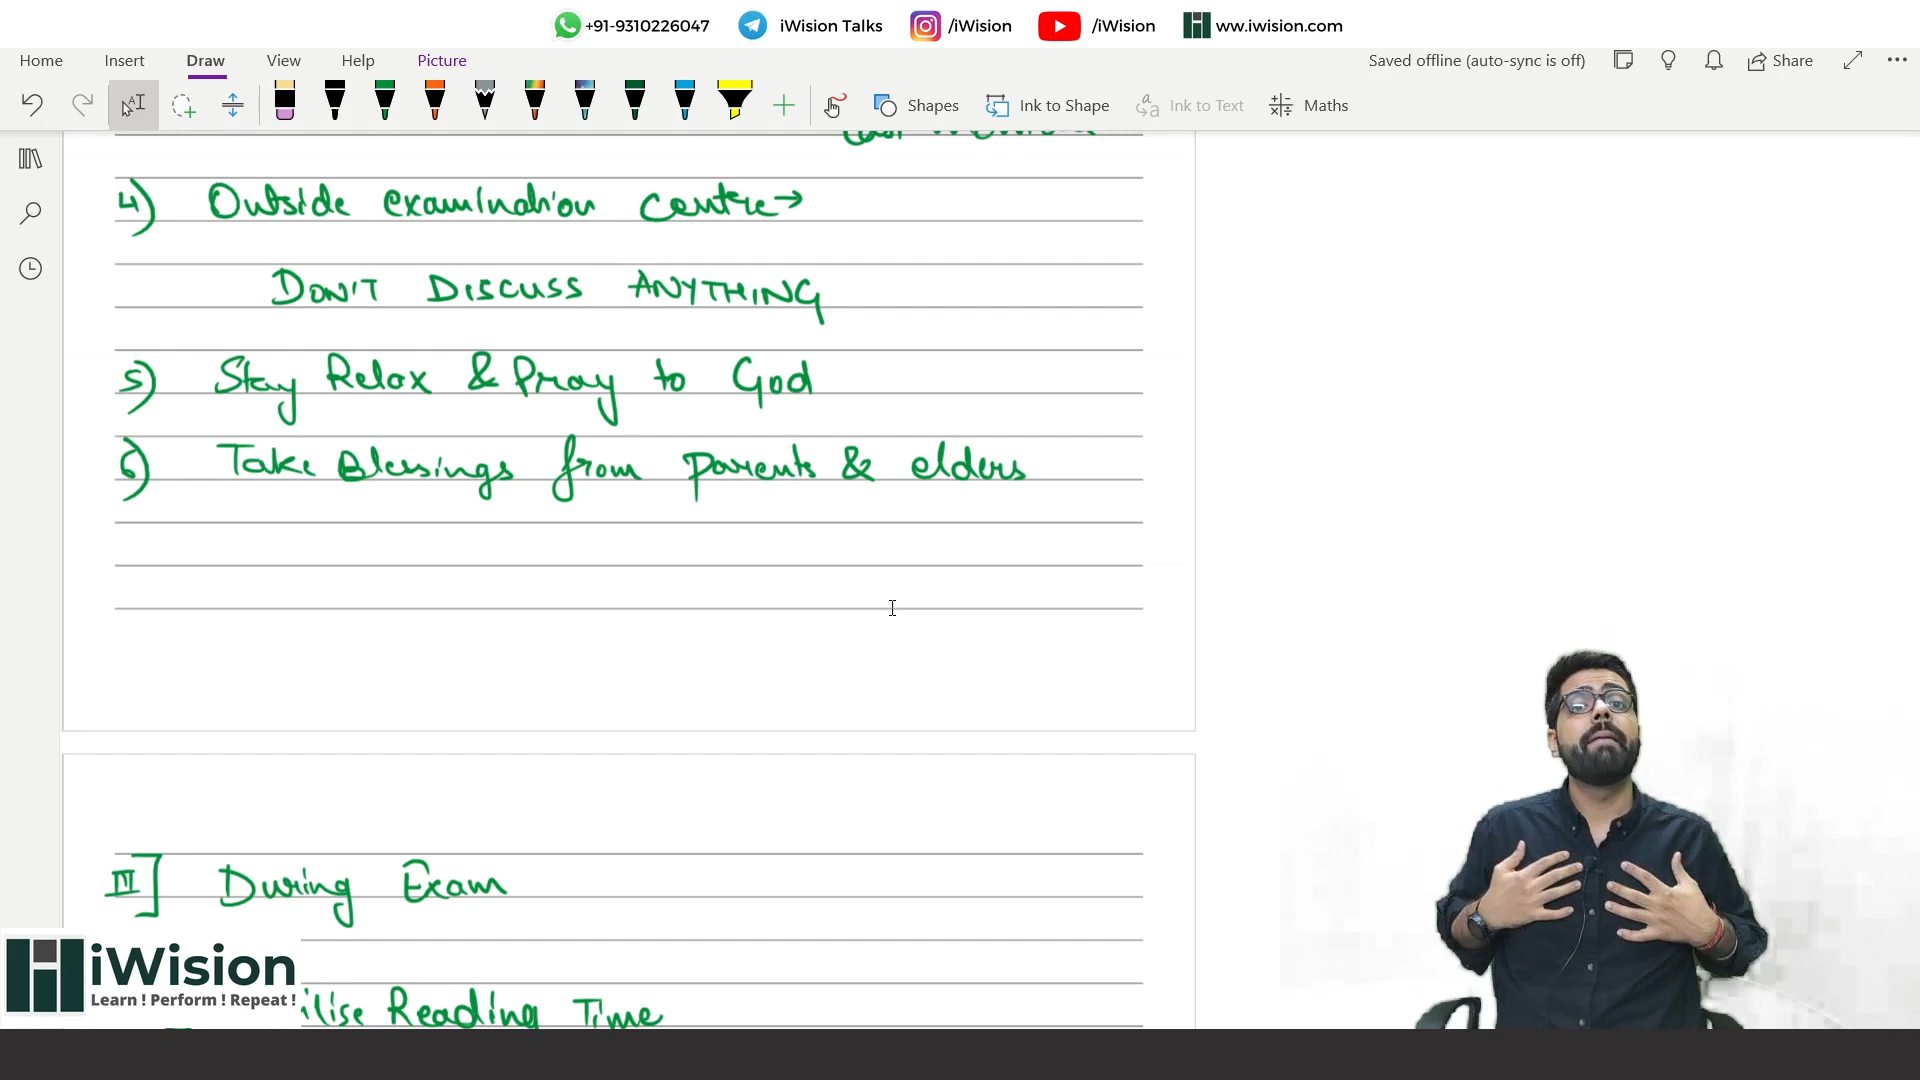 +91-9310226047 iWision Talks /iWision /iWision ww.iwision.com
Home Insert Draw View Help Picture Saved offline (auto-sync is off) Share
Shapes Ink to Shape Ink to Text Maths
4) Outside examination centre→
DON'T DISCUSS ANYTHING
5) Stay Relax & Pray to God
6) Take Blessings from parents & elders
III] During Exam
iWision
Learn ! Perform ! Repeat !
ilise Reading Time